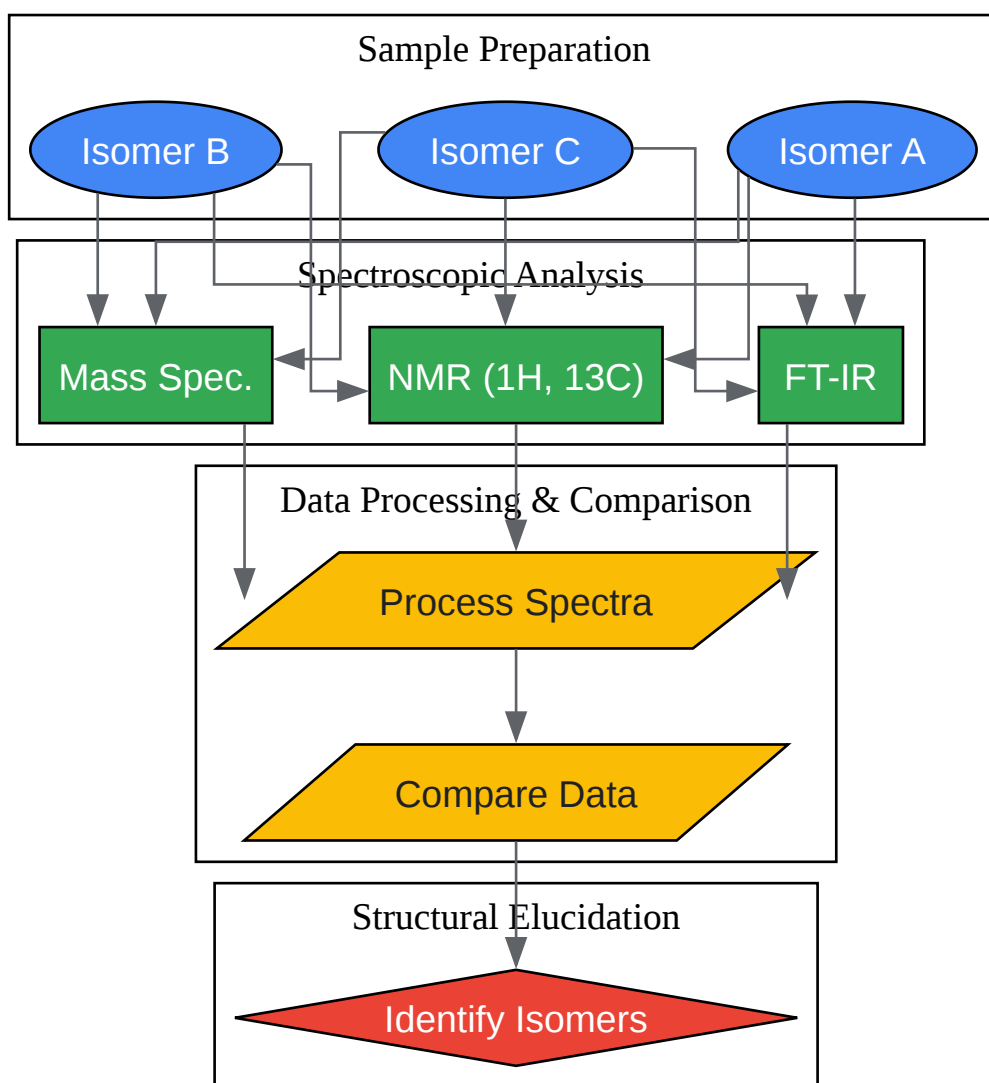 Sample Preparation
Isomer B
Isomer C
Isomer A
Spectroscopic Analysis
Mass Spec.
NMR (1H, 13C)
FT-IR
Data Processing & Comparison
Process Spectra
Compare Data
Structural Elucidation
Identify Isomers